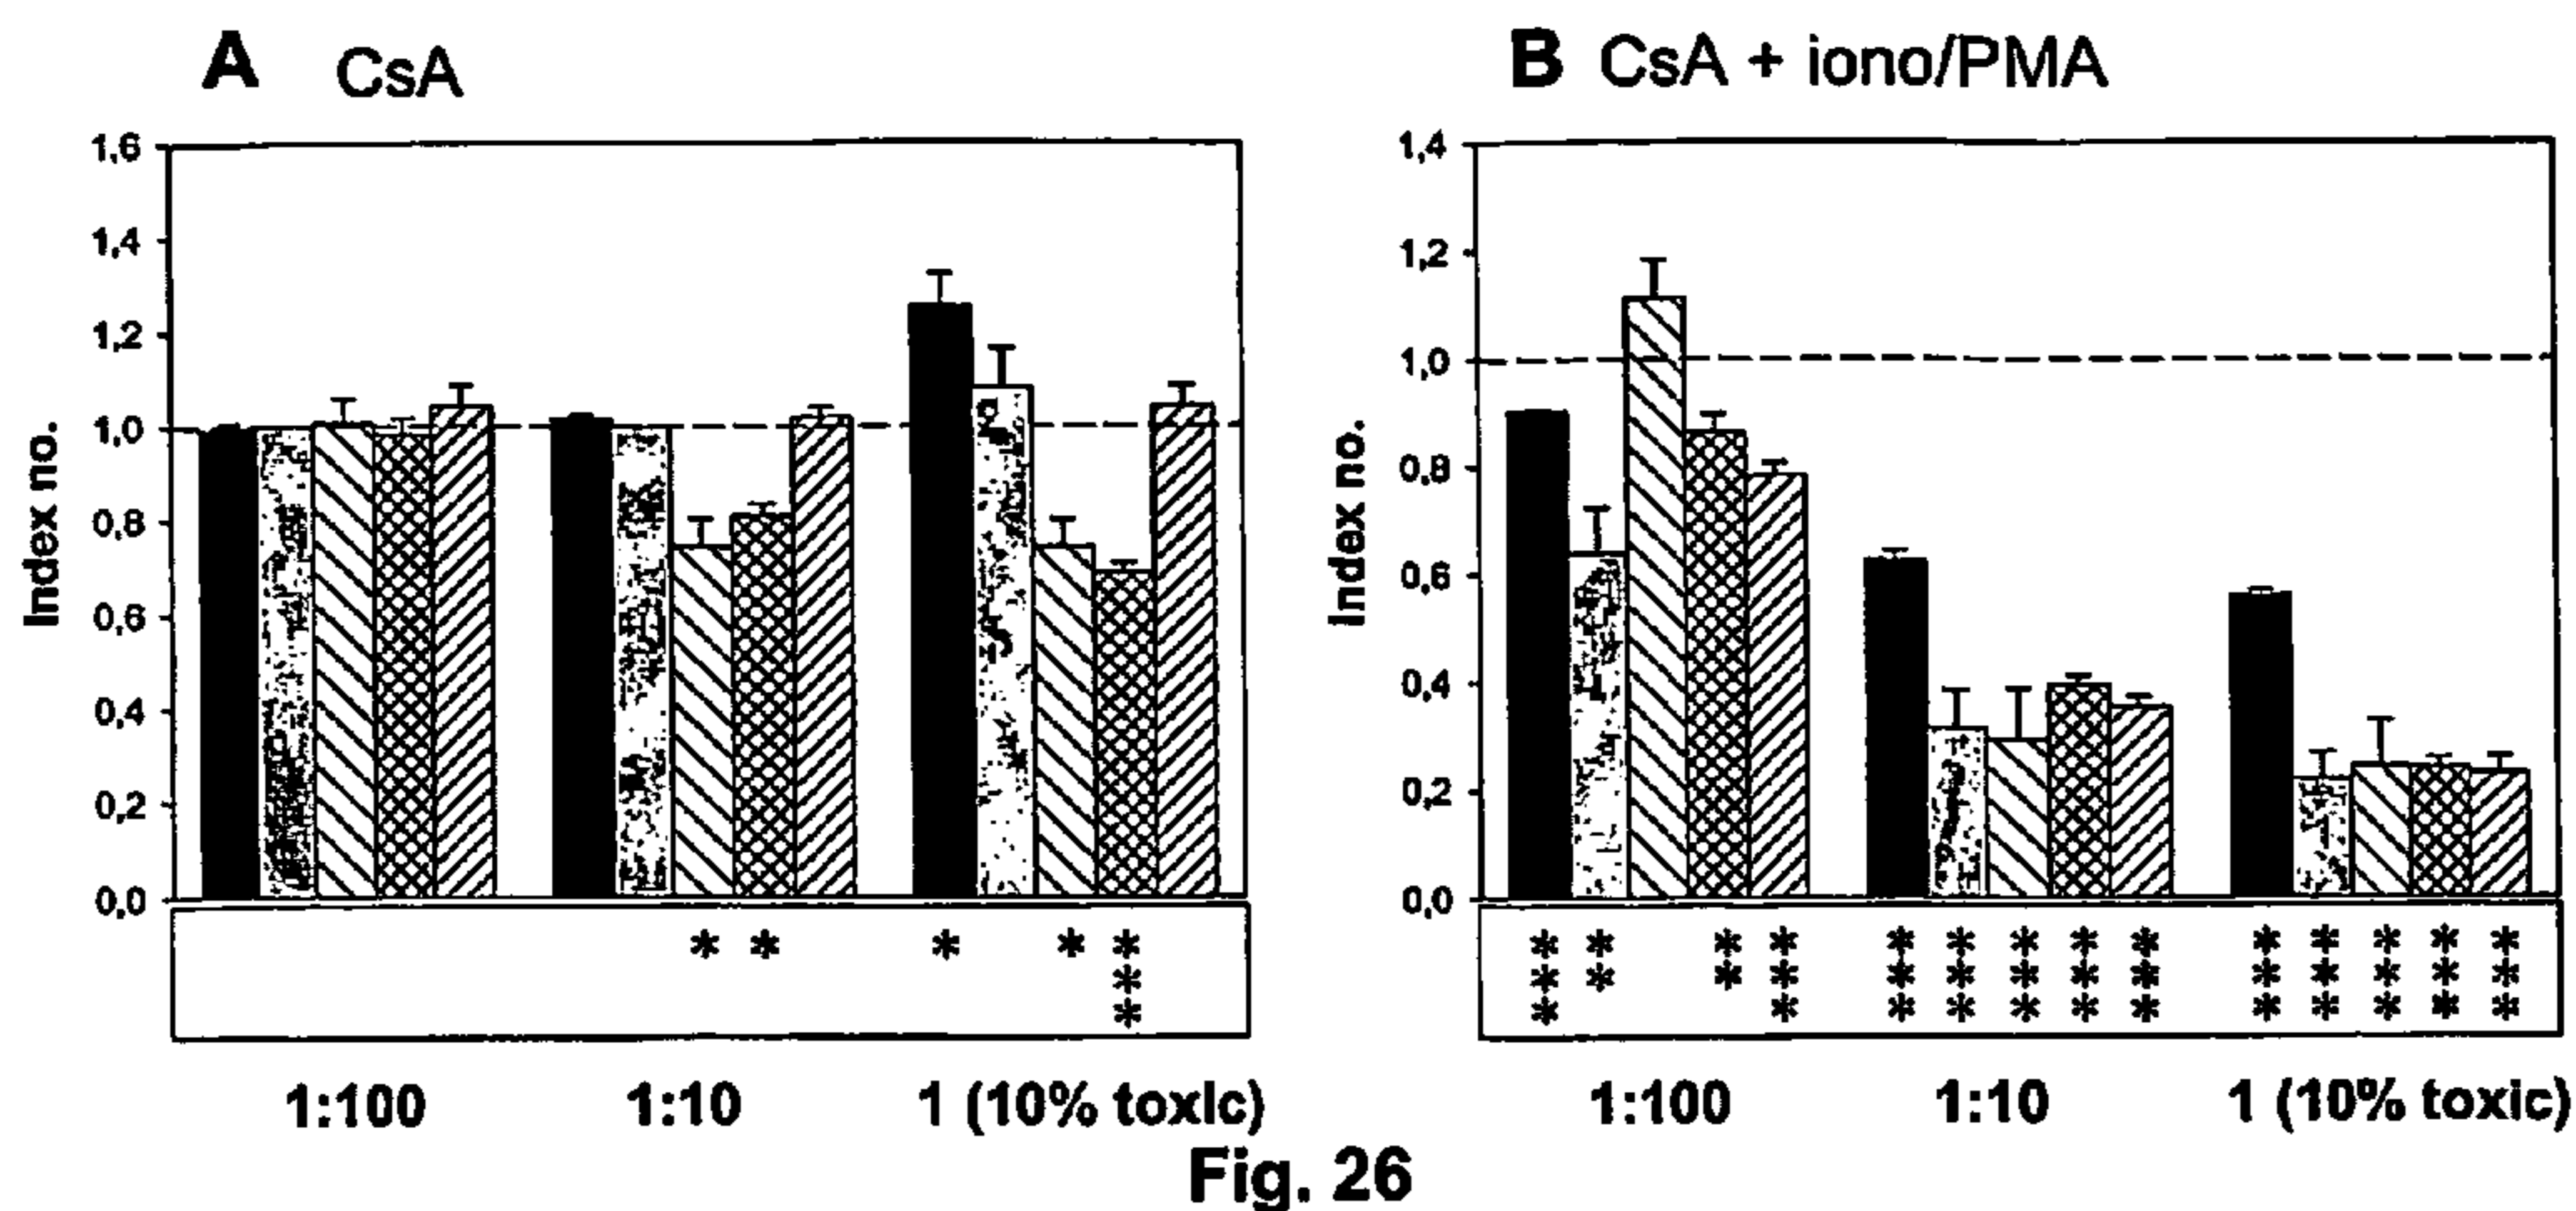 A CsA
1,6
1,4
1,2
1,0
0,8
0,6
0,4
0,2
0,0
Index no.
* * * * ***
1:100 1:10 1 (10% toxic)
B CsA + iono/PMA
1,4
1,2
1,0
0,8
0,6
0,4
0,2
0,0
Index no.
*** ** ** *** *** *** *** *** *** *** *** *** *** ***
1:100 1:10 1 (10% toxic)
Fig. 26